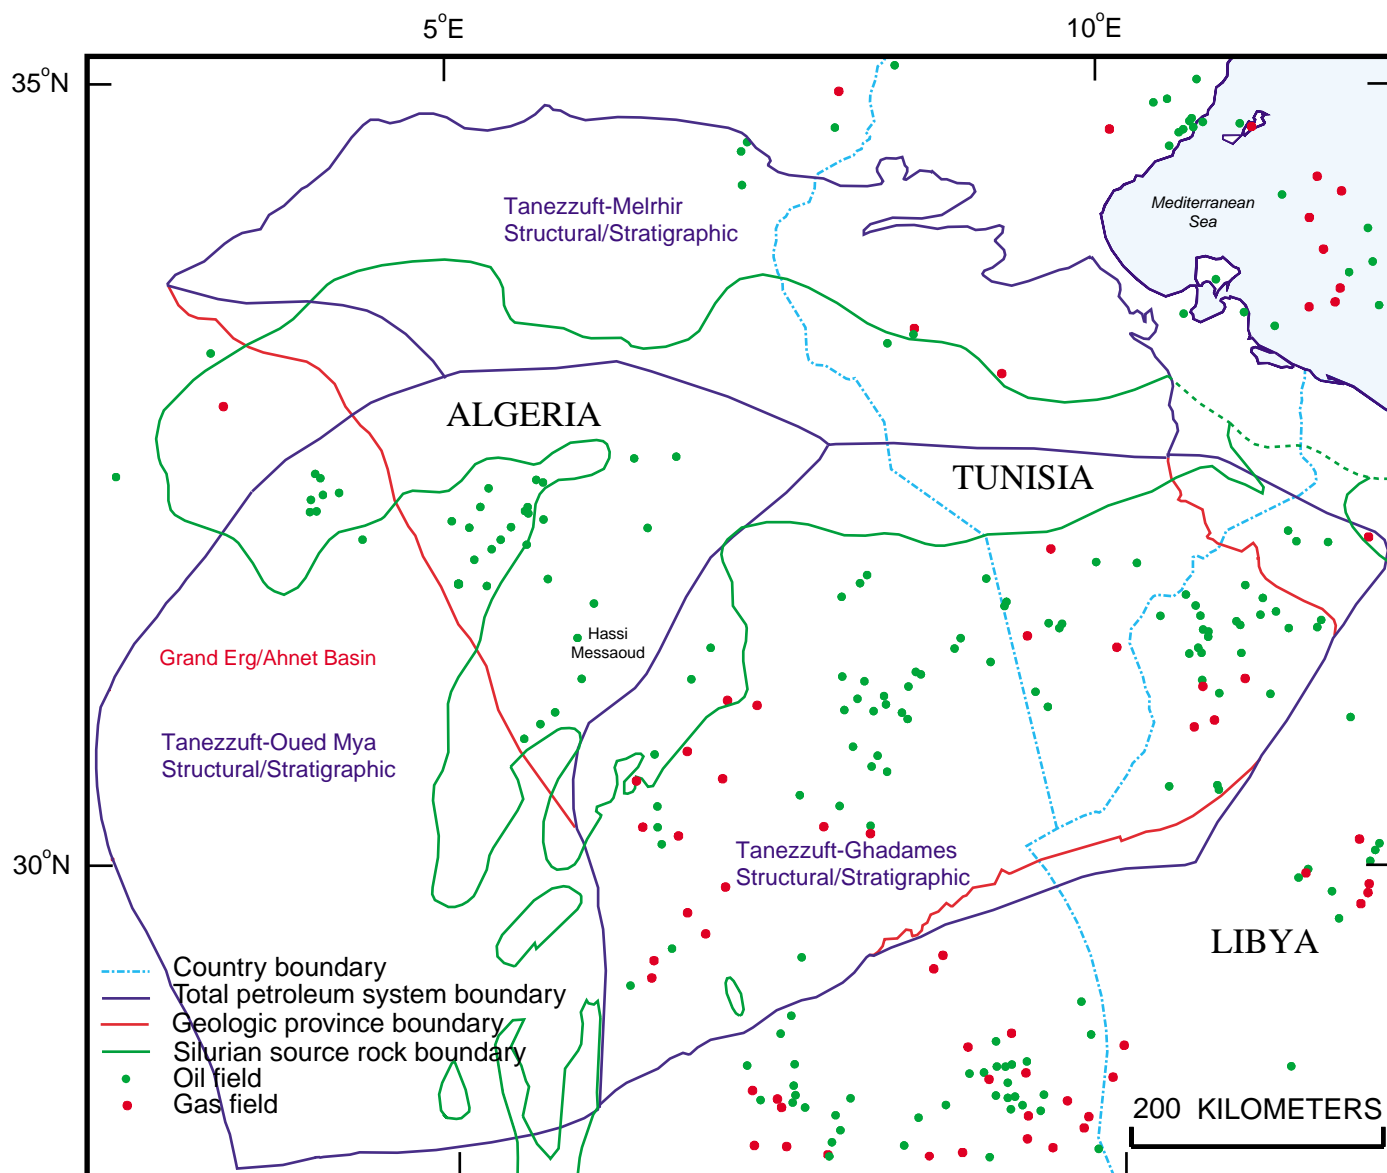 5°E
10°E
35°N
Mediterranean
Sea
Tanezzuft-Melrhir
Structural/Stratigraphic
ALGERIA
TUNISIA
Hassi
Messaoud
Grand Erg/Ahnet Basin
Tanezzuft-Oued Mya
Structural/Stratigraphic
Tanezzuft-Ghadames
Structural/Stratigraphic
30°N
LIBYA
Country boundary
Total petroleum system boundary
Geologic province boundary
Silurian source rock boundary
Oil field
Gas field
200 KILOMETERS